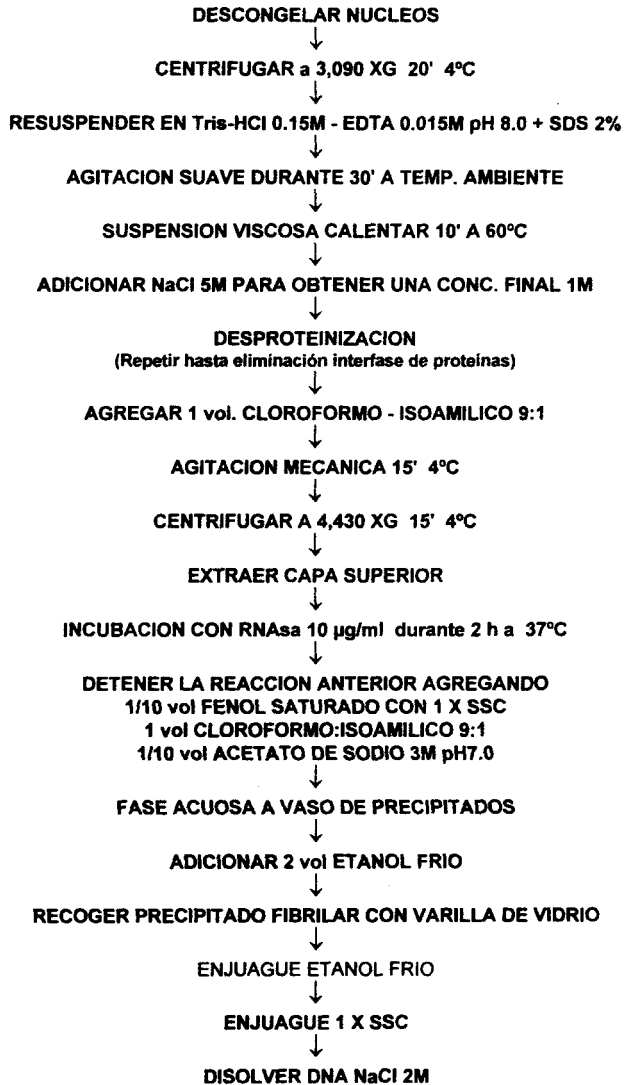 DESCONGELAR NUCLEOS
↓
CENTRIFUGAR a 3,090 XG 20' 4ºC
↓
RESUSPENDER EN Tris-HCl 0.15M - EDTA 0.015M pH 8.0 + SDS 2%
↓
AGITACION SUAVE DURANTE 30' A TEMP. AMBIENTE
↓
SUSPENSION VISCOSA CALENTAR 10' A 60ºC
↓
ADICIONAR NaCl 5M PARA OBTENER UNA CONC. FINAL 1M
↓
DESPROTEINIZACION
(Repetir hasta eliminación interfase de proteínas)
↓
AGREGAR 1 vol. CLOROFORMO - ISOAMILICO 9:1
↓
AGITACION MECANICA 15' 4ºC
↓
CENTRIFUGAR A 4,430 XG 15' 4ºC
↓
EXTRAER CAPA SUPERIOR
↓
INCUBACION CON RNAsa 10 µg/ml durante 2 h a 37ºC
↓
DETENER LA REACCION ANTERIOR AGREGANDO
1/10 vol FENOL SATURADO CON 1 X SSC
1 vol CLOROFORMO:ISOAMILICO 9:1
1/10 vol ACETATO DE SODIO 3M pH7.0
↓
FASE ACUOSA A VASO DE PRECIPITADOS
↓
ADICIONAR 2 vol ETANOL FRIO
↓
RECOGER PRECIPITADO FIBRILAR CON VARILLA DE VIDRIO
↓
ENJUAGUE ETANOL FRIO
↓
ENJUAGUE 1 X SSC
↓
DISOLVER DNA NaCl 2M